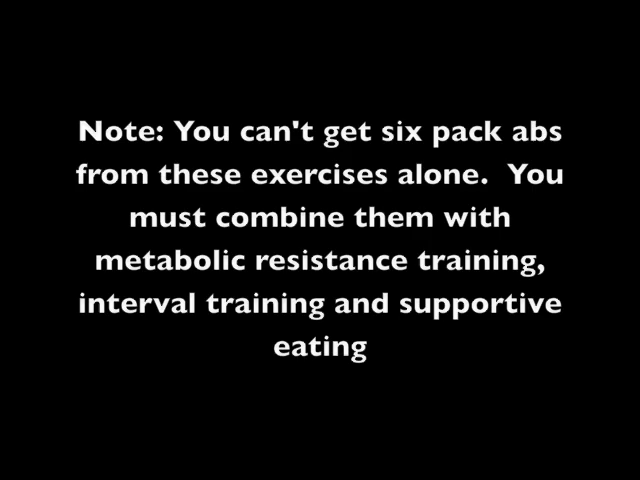 Note: You can't get six pack abs
from these exercises alone.  You
must combine them with
metabolic resistance training,
interval training and supportive
eating